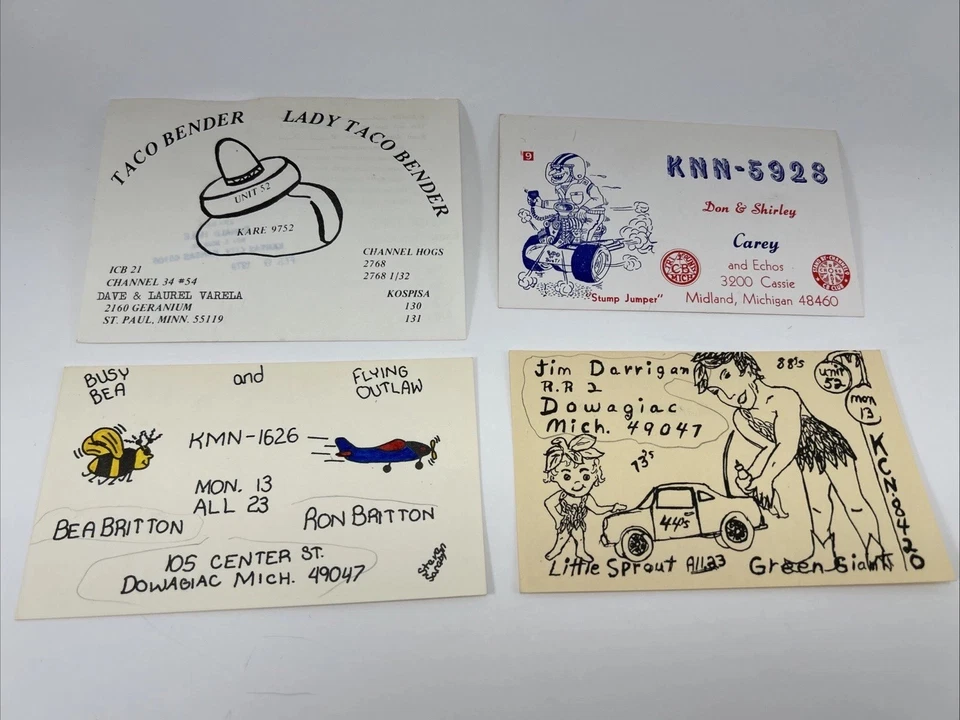 TACO BENDER LADY TACO BENDER
UNIT 52
KARE 9752
ICB 21
CHANNEL 34 #54
DAVE & LAUREL VARELA
2160 GERANIUM
ST. PAUL, MINN. 55119
CHANNEL HOGS
2768
2768 1/32
KOSPISA
130
131
9
KNN-5928
Don & Shirley
Carey
and Echos
3200 Cassie
Midland, Michigan 48460
"Stump Jumper"
CB
MICH
BUSY
BEA
and
FLYING
OUTLAW
KMN-1626
MON. 13
ALL 23
BEA BRITTON
RON BRITTON
105 CENTER ST.
DOWAGIAC MICH. 49047
Jim Darrigan
R.R 2
Dowagiac
Mich. 49047
88's
unit
52
mon
13
KCN-8420
73's
44's
Little Sprout All 23 Green Giant